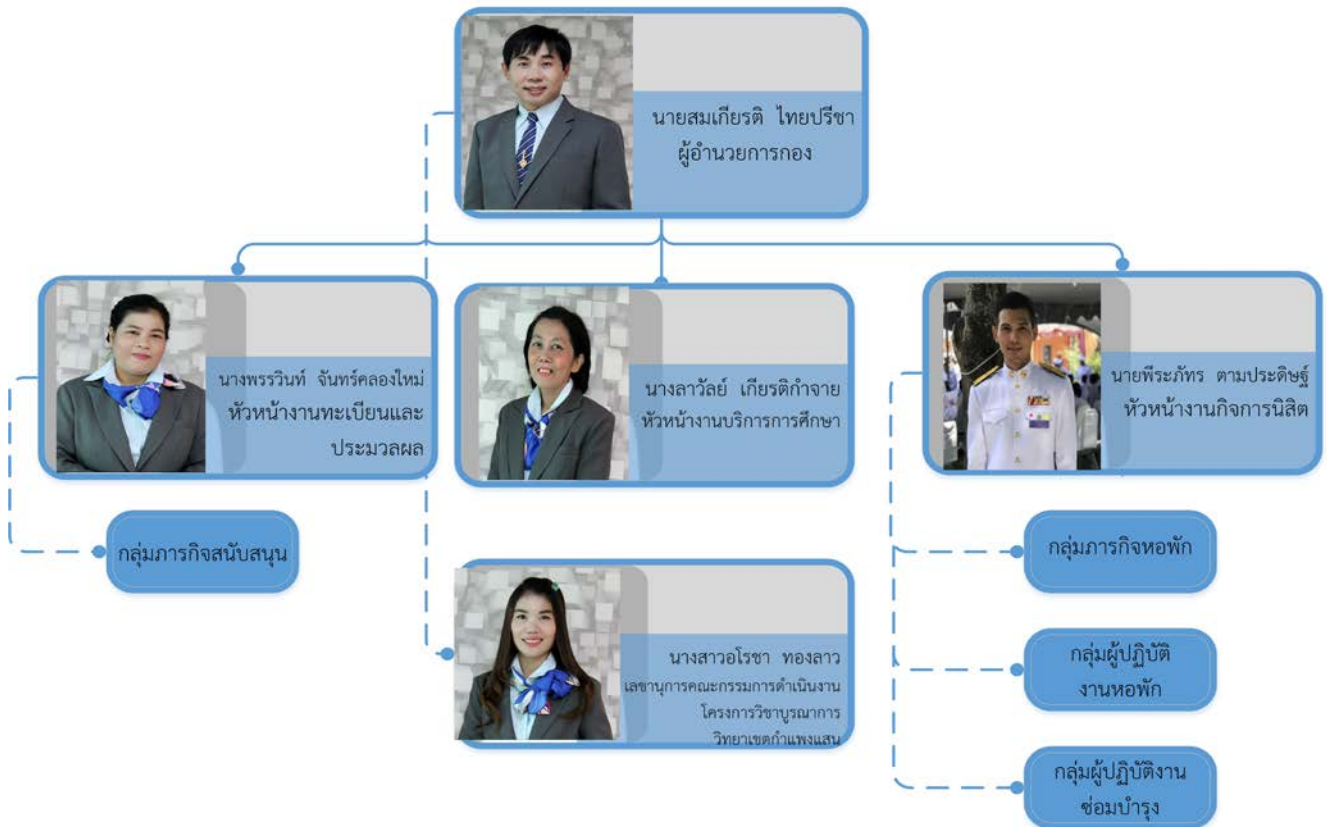 นายสมเกียรติ ไทยปรีชา
ผู้อำนวยการกอง
นางพรรวินท์ จันทร์คลองใหม่
หัวหน้างานทะเบียนและ
ประมวลผล
นางลาวัลย์ เกียรติกำจาย
หัวหน้างานบริการการศึกษา
นายพีระภัทร ตามประดิษฐ์
หัวหน้างานกิจการนิสิต
กลุ่มภารกิจสนับสนุน
นางสาวอโรชา ทองลาว
เลขานุการคณะกรรมการดำเนินงาน
โครงการวิชาบูรณาการ
วิทยาเขตกำแพงแสน
กลุ่มภารกิจหอพัก
กลุ่มผู้ปฏิบัติ
งานหอพัก
กลุ่มผู้ปฏิบัติงาน
ซ่อมบำรุง